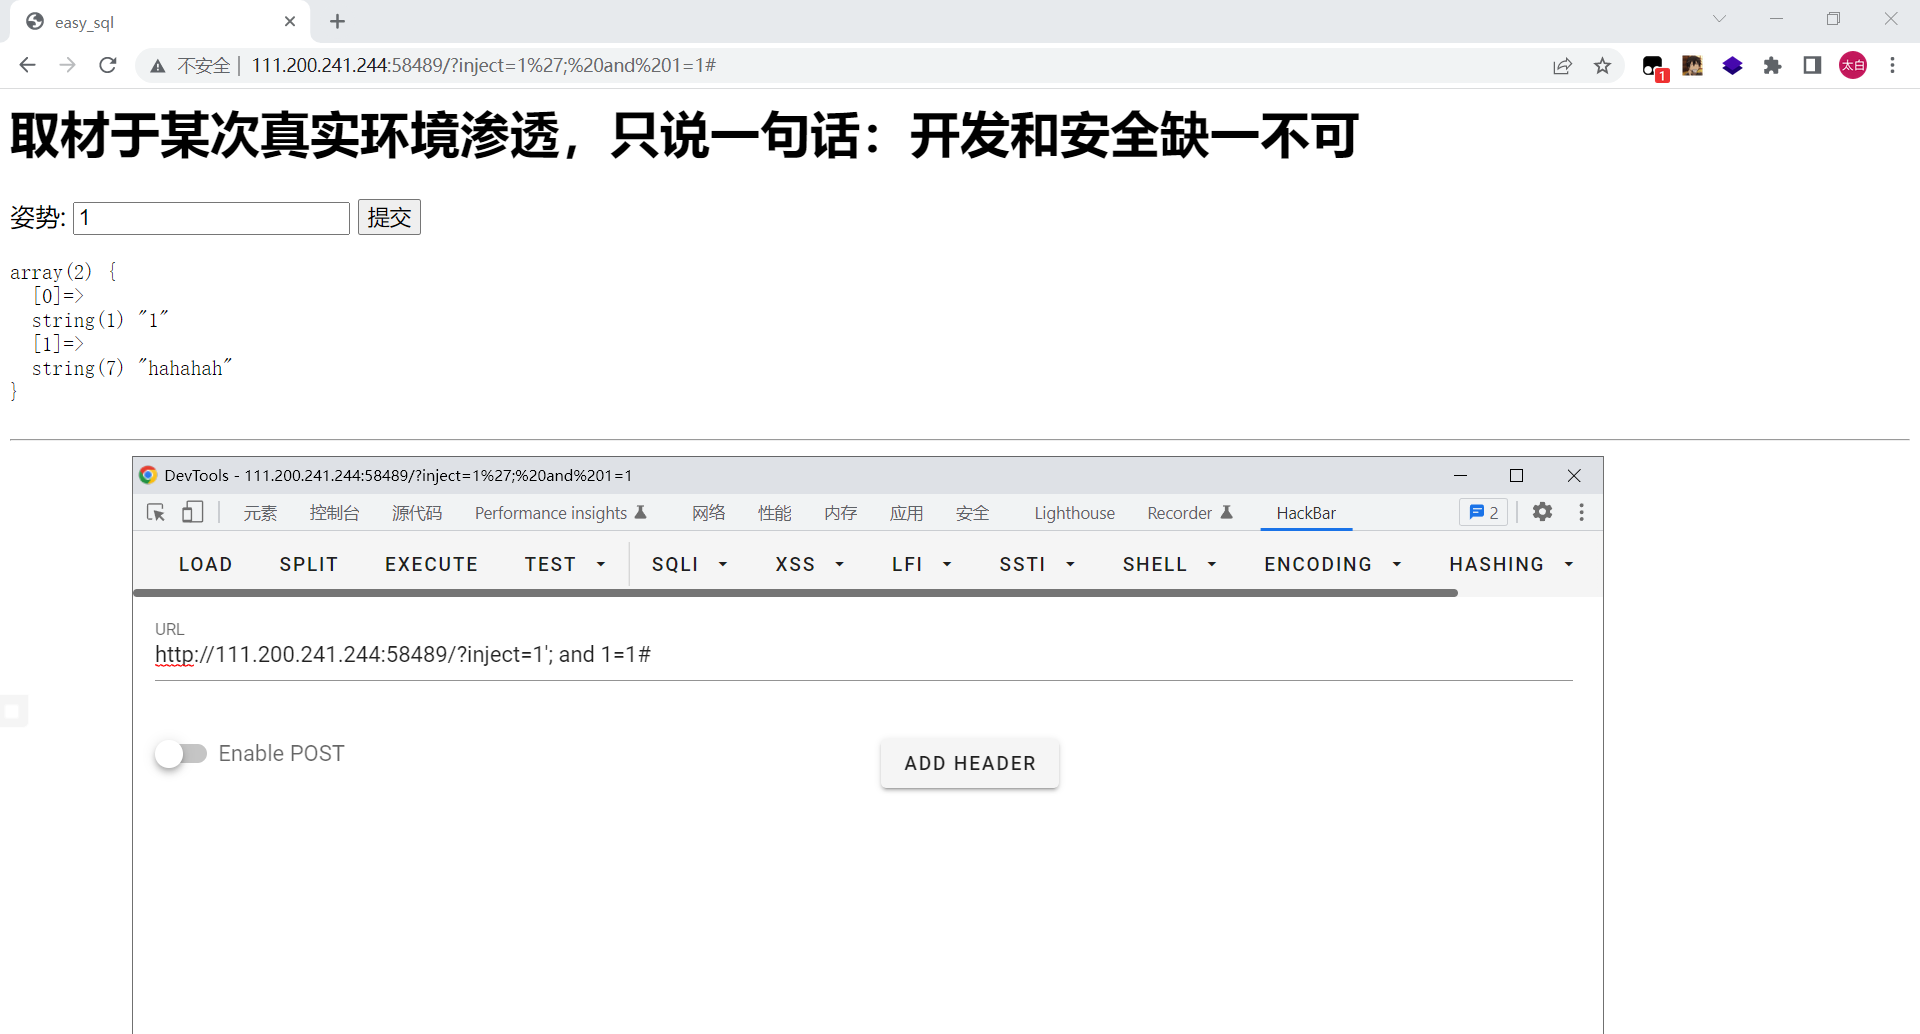 easy_sql
不安全 | 111.200.241.244:58489/?inject=1%27;%20and%201=1#
1
太白
取材于某次真实环境渗透，只说一句话：开发和安全缺一不可
姿势: 1 提交
array(2) {
[0]=>
string(1) "1"
[1]=>
string(7) "hahahah"
}
DevTools - 111.200.241.244:58489/?inject=1%27;%20and%201=1
元素 控制台 源代码 Performance insights 网络 性能 内存 应用 安全 Lighthouse Recorder HackBar 2
LOAD SPLIT EXECUTE TEST SQLI XSS LFI SSTI SHELL ENCODING HASHING
URL
http://111.200.241.244:58489/?inject=1'; and 1=1#
Enable POST
ADD HEADER